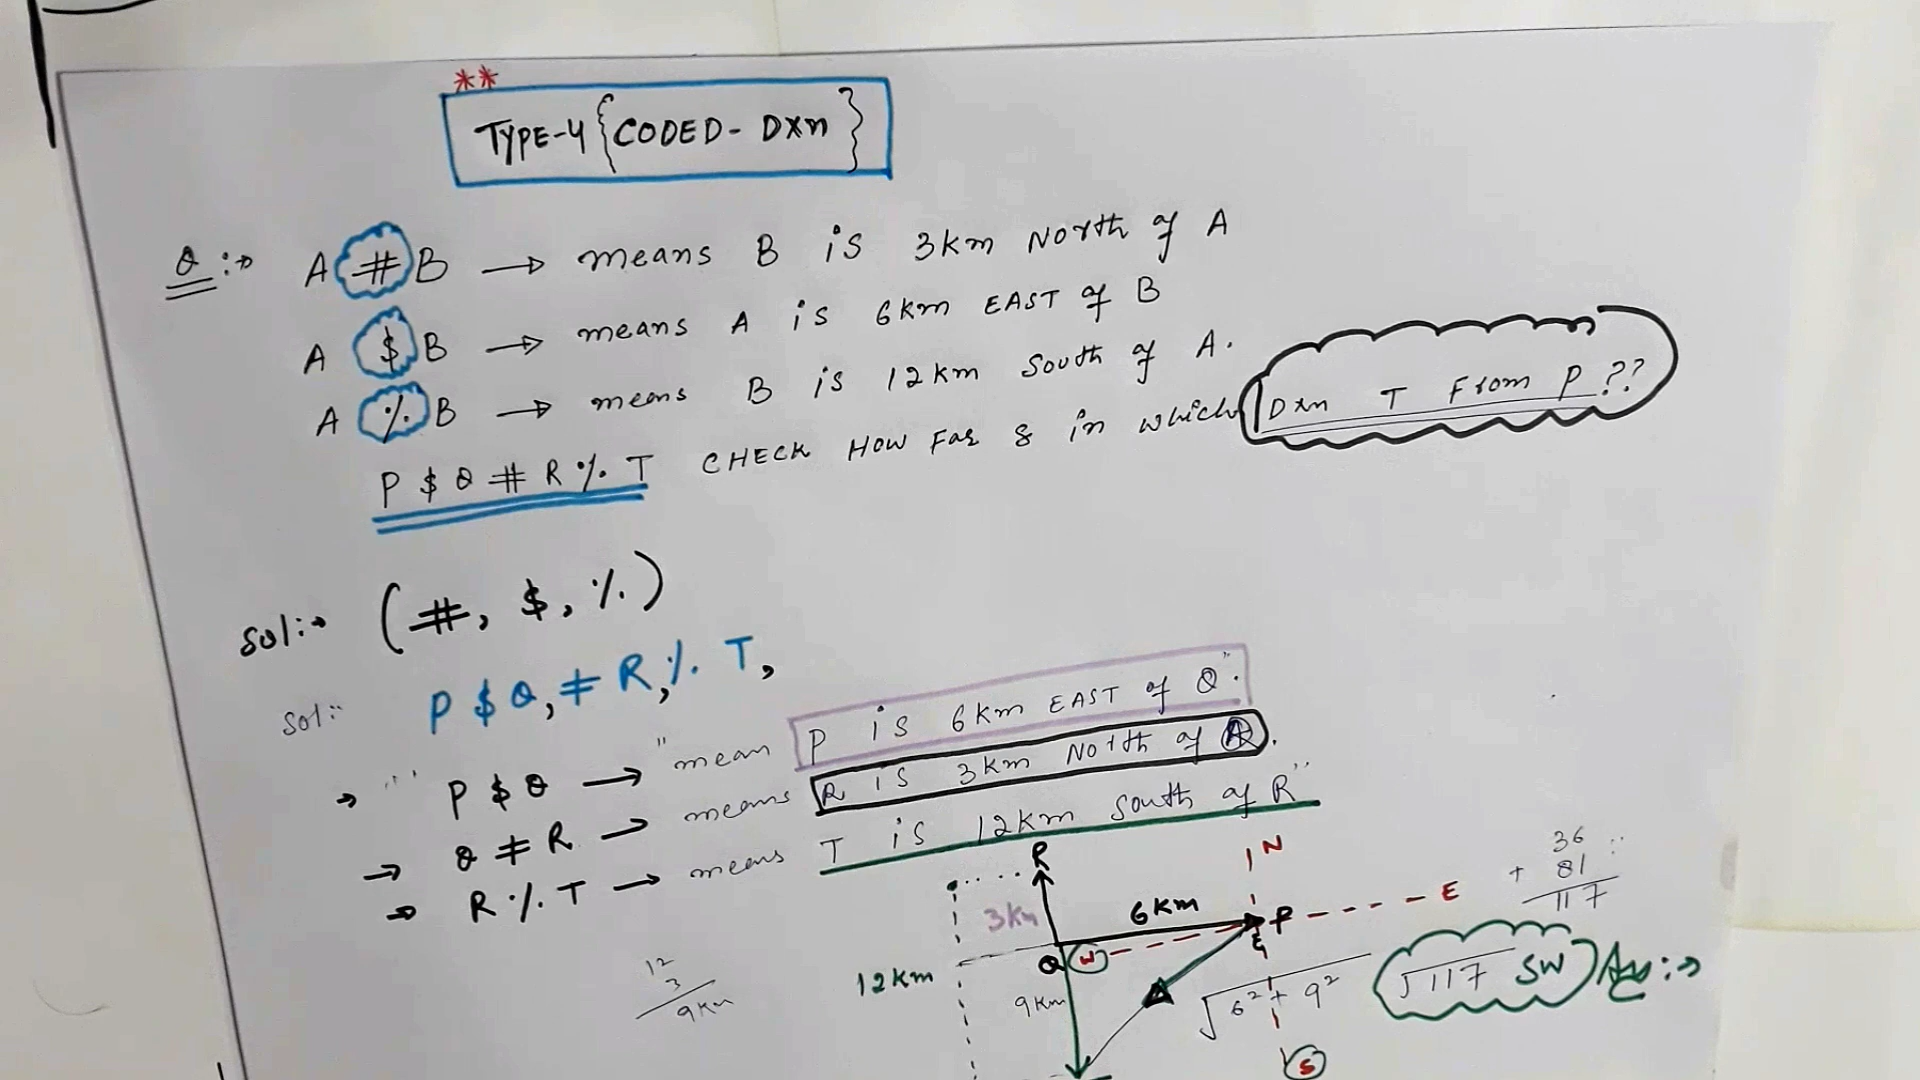 **
TYPE-4 {CODED- DXn}
Q:→ A # B → means B is 3km North of A
A $ B → means A is 6km EAST of B
A % B → means B is 12km South of A.
P $ Q # R % T CHECK HOW Far & in which Dxn T From P ??
Sol:→ (#, $, %)
Sol:- P $ Q, # R, % T,
→ P $ Q → "mean P is 6km EAST of Q".
→ Q # R → means R is 3km North of Q.
→ R % T → means T is 12km South of R"
R
N
3km
6km
P
E
36
+ 81
117
Q
W
12km
9km
√6² + 9²
√117 SW Ans:→
12
3
9km
S